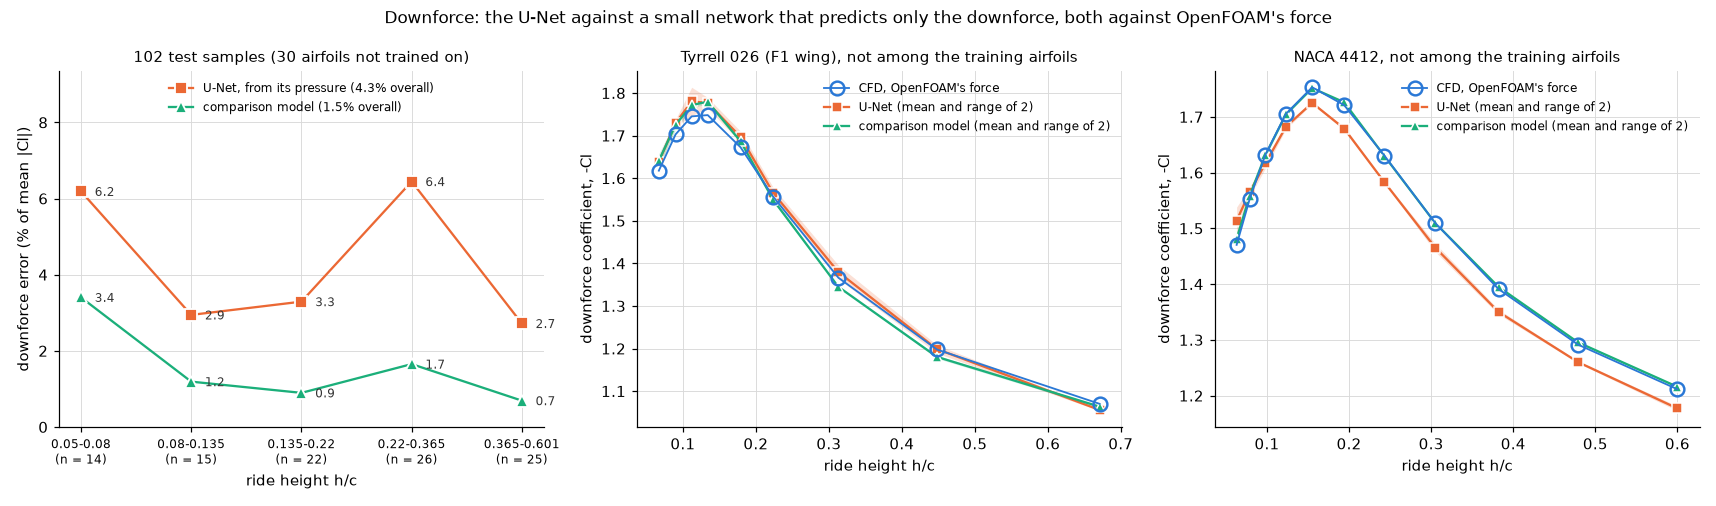 Downforce: the U-Net against a small network that predicts only the downforce, both against OpenFOAM's force
102 test samples (30 airfoils not trained on)
U-Net, from its pressure (4.3% overall)
comparison model (1.5% overall)
downforce error (% of mean |Cl|)
8
6
4
2
0
6.2
2.9
3.3
6.4
2.7
3.4
1.2
0.9
1.7
0.7
0.05-0.08
(n = 14)
0.08-0.135
(n = 15)
0.135-0.22
(n = 22)
0.22-0.365
(n = 26)
0.365-0.601
(n = 25)
ride height h/c
Tyrrell 026 (F1 wing), not among the training airfoils
CFD, OpenFOAM's force
U-Net (mean and range of 2)
comparison model (mean and range of 2)
downforce coefficient, -Cl
1.8
1.7
1.6
1.5
1.4
1.3
1.2
1.1
0.1
0.2
0.3
0.4
0.5
0.6
0.7
ride height h/c
NACA 4412, not among the training airfoils
CFD, OpenFOAM's force
U-Net (mean and range of 2)
comparison model (mean and range of 2)
downforce coefficient, -Cl
1.7
1.6
1.5
1.4
1.3
1.2
0.1
0.2
0.3
0.4
0.5
0.6
ride height h/c